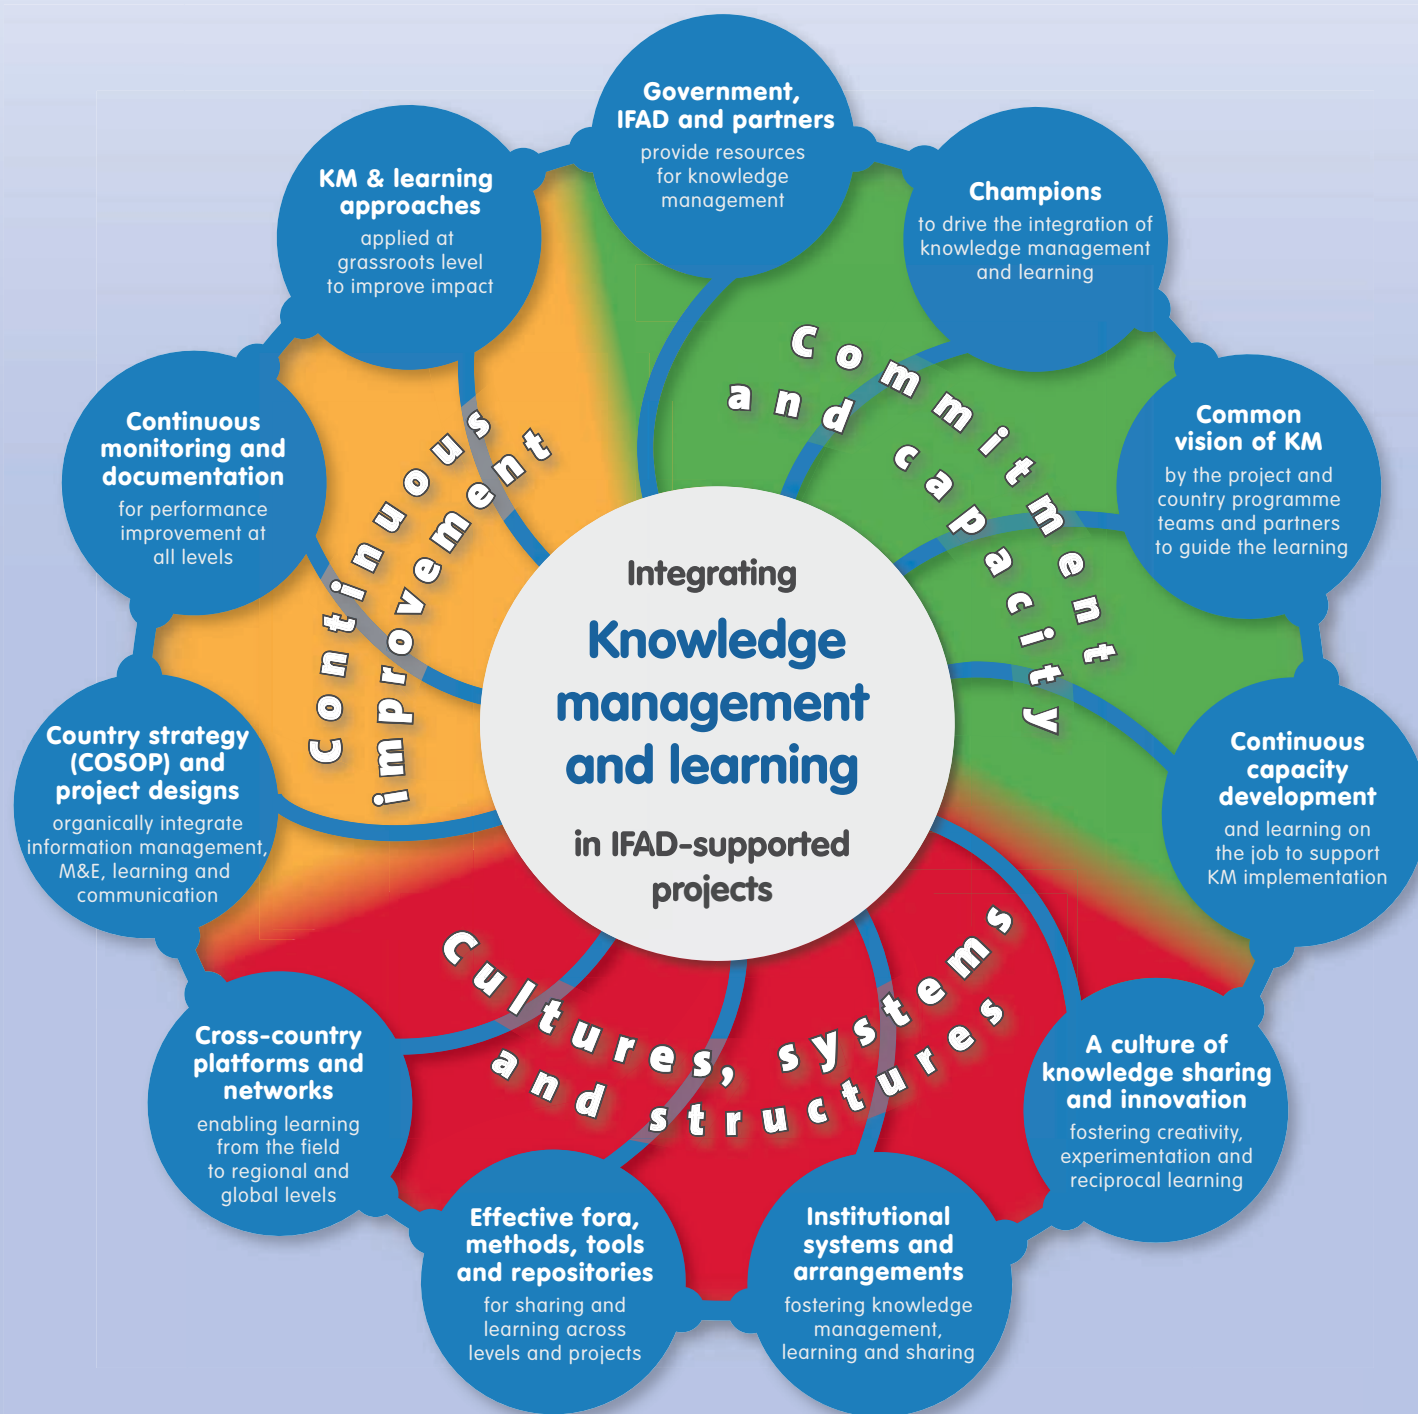 Government,
IFAD and partners
provide resources
for knowledge
management
Champions
to drive the integration of
knowledge management
and learning
Common
vision of KM
by the project and
country programme
teams and partners
to guide the learning
Continuous
capacity
development
and learning on
the job to support
KM implementation
A culture of
knowledge sharing
and innovation
fostering creativity,
experimentation and
reciprocal learning
Institutional
systems and
arrangements
fostering knowledge
management,
learning and sharing
Effective fora,
methods, tools
and repositories
for sharing and
learning across
levels and projects
Cross-country
platforms and
networks
enabling learning
from the field
to regional and
global levels
Country strategy
(COSOP) and
project designs
organically integrate
information management,
M&E, learning and
communication
Continuous
monitoring and
documentation
for performance
improvement at
all levels
KM & learning
approaches
applied at
grassroots level
to improve impact
Commitment
and capacity
Cultures, systems
and structures
Continuous
improvement
Integrating
Knowledge
management
and learning
in IFAD-supported
projects